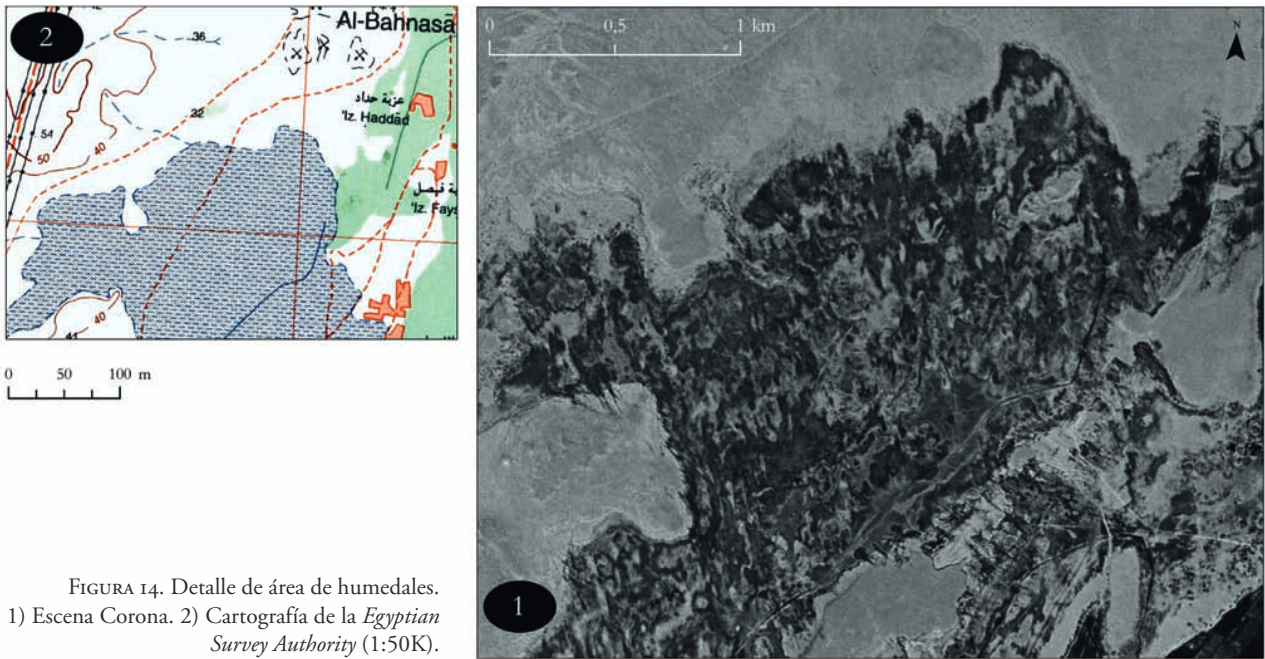 2
36
Al-Bahnasā
عزبة حداد
'Iz. Haddād
32
54
50
40
'Iz. Fays
40
41
0 50 100 m
0 0,5 1 km
N
1
FIGURA 14. Detalle de área de humedales.
1) Escena Corona. 2) Cartografía de la Egyptian
Survey Authority (1:50K).